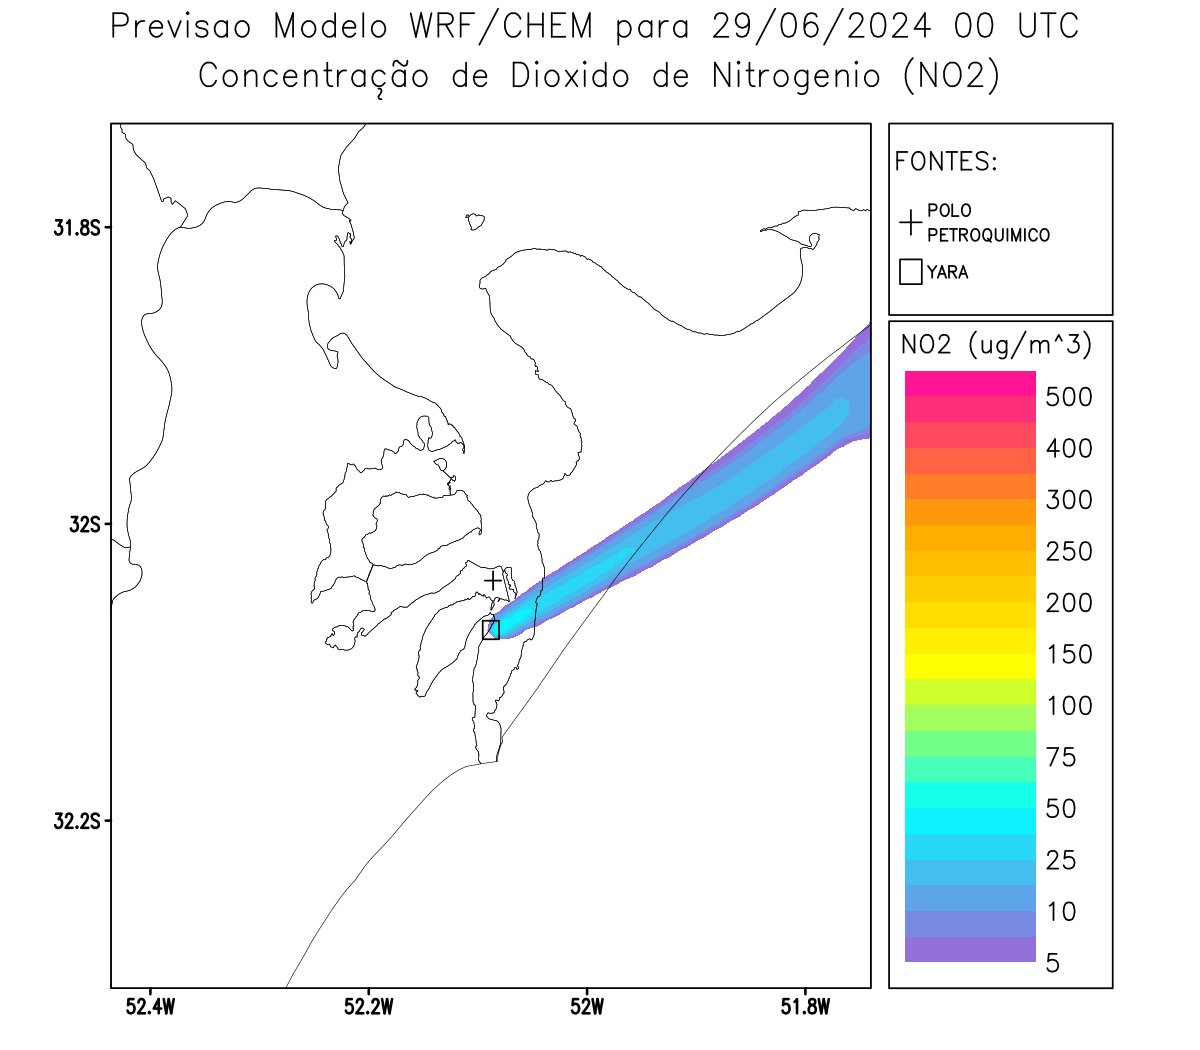 Previsao Modelo WRF/CHEM para 29/06/2024 00 UTC
Concentração de Dioxido de Nitrogenio (NO2)
FONTES:
POLO
PETROQUIMICO
YARA
31.8S
32S
32.2S
52.4W
52.2W
52W
51.8W
NO2 (ug/m^3)
500
400
300
250
200
150
100
75
50
25
10
5